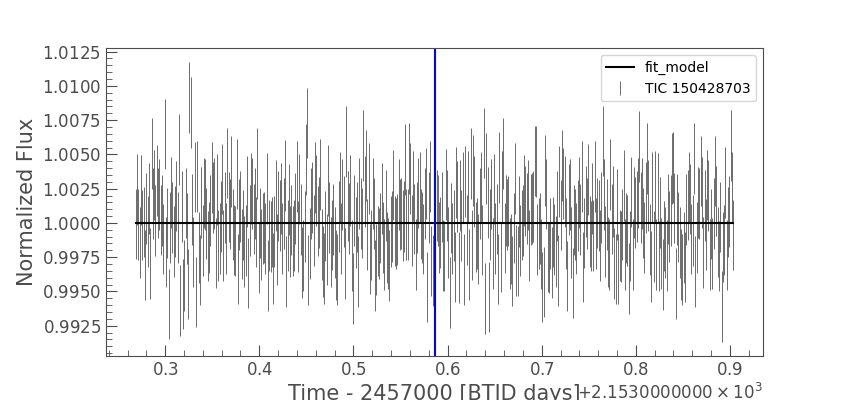 1.0125
1.0100
1.0075
1.0050
1.0025
1.0000
0.9975
0.9950
0.9925
Normalized Flux
fit_model
TIC 150428703
0.3 0.4 0.5 0.6 0.7 0.8 0.9
Time - 2457000 [BTJD days]
+2.1530000000 × 10³